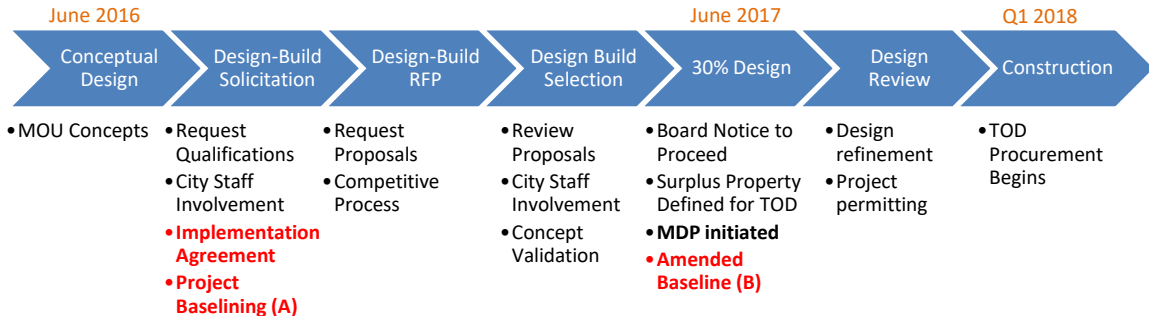 June 2016
June 2017
Q1 2018
Conceptual
Design
Design-Build
Solicitation
Design-Build
RFP
Design Build
Selection
30% Design
Design
Review
Construction
•MOU Concepts
•Request
Qualifications
•City Staff
Involvement
•Implementation
Agreement
•Project
Baselining (A)
•Request
Proposals
•Competitive
Process
•Review
Proposals
•City Staff
Involvement
•Concept
Validation
•Board Notice to
Proceed
•Surplus Property
Defined for TOD
•MDP initiated
•Amended
Baseline (B)
•Design
refinement
•Project
permitting
•TOD
Procurement
Begins